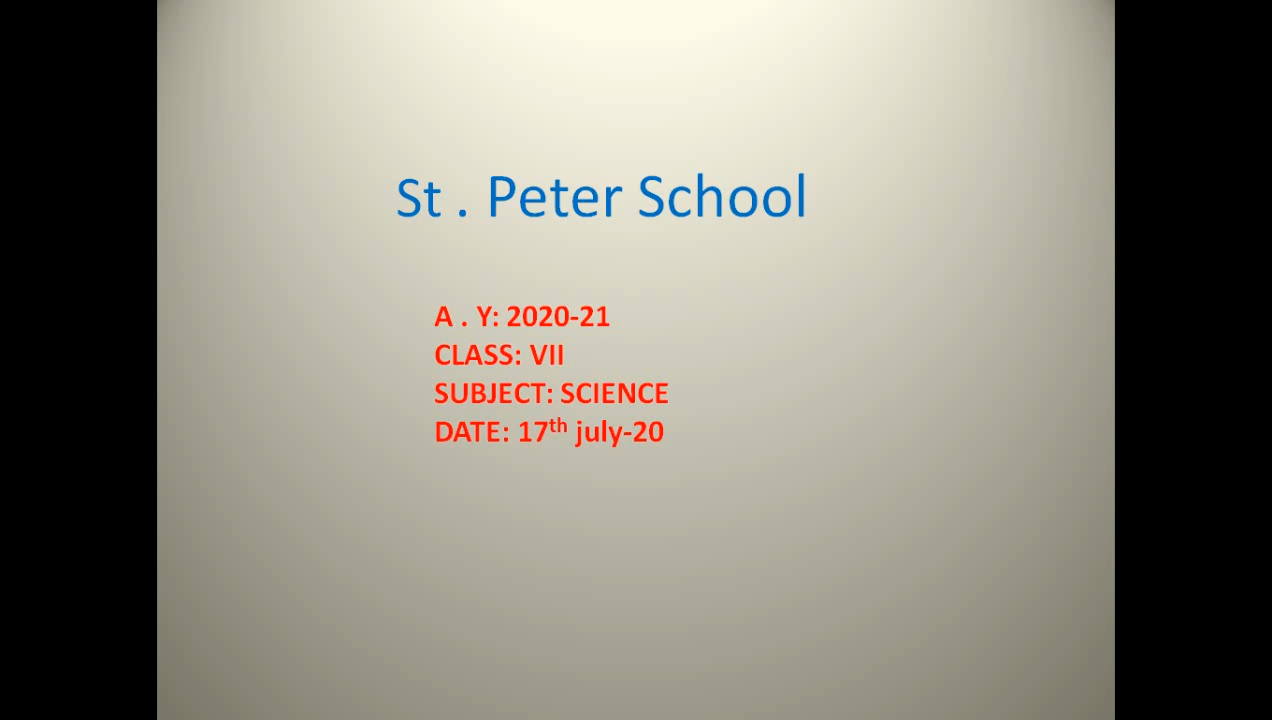 St . Peter School
A . Y: 2020-21
CLASS: VII
SUBJECT: SCIENCE
DATE: 17th july-20